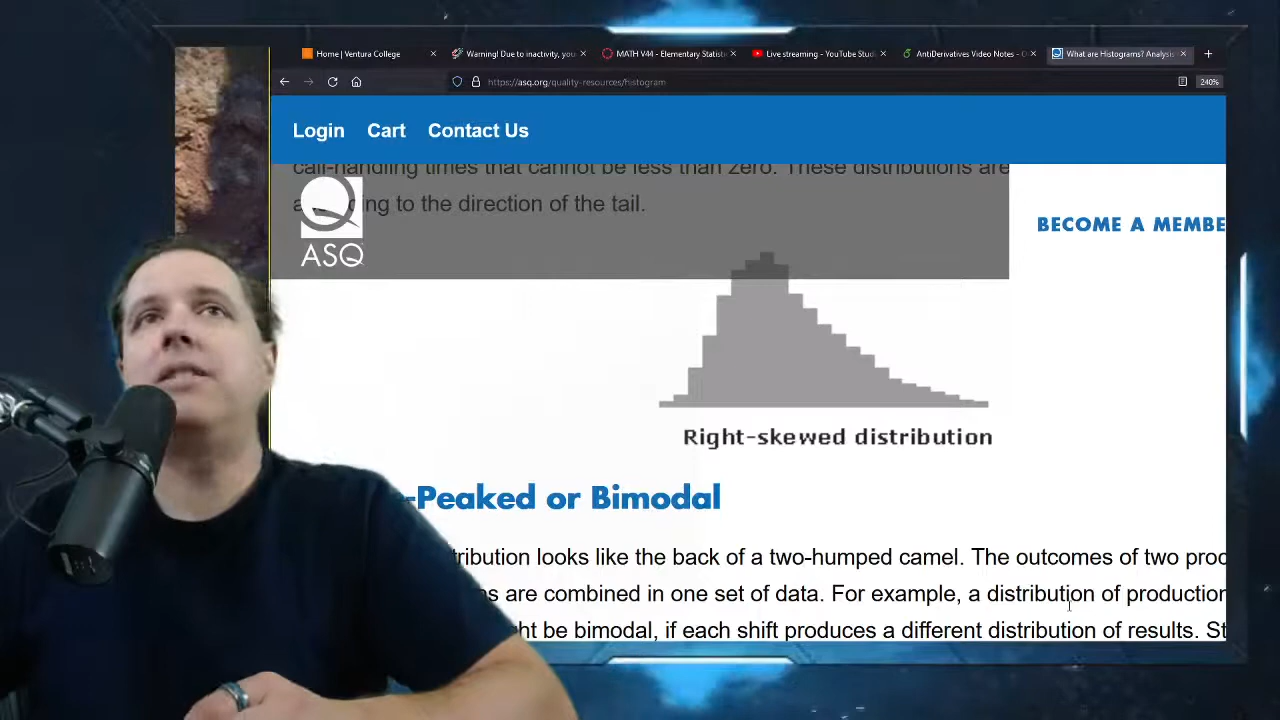 Home | Ventura College
Warning! Due to inactivity, you
MATH V44 - Elementary Statisti
Live streaming - YouTube Stud
AntiDerivatives Video Notes - O
What are Histograms? Analysis
https://asq.org/quality-resources/histogram
240%
Login Cart Contact Us
call-handling times that cannot be less than zero. These distributions are
to the direction of the tail.
ASQ
BECOME A MEMBE
Right-skewed distribution
-Peaked or Bimodal
tribution looks like the back of a two-humped camel. The outcomes of two proc
ns are combined in one set of data. For example, a distribution of production
ht be bimodal, if each shift produces a different distribution of results. St